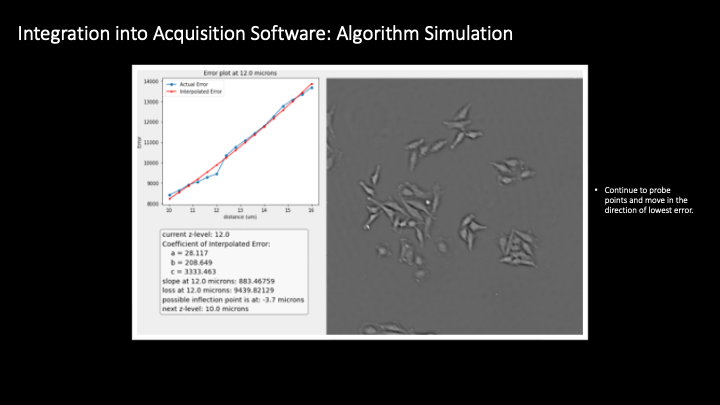 Integration into Acquisition Software: Algorithm Simulation
Error plot at 12.0 microns
14000
13000
12000
11000
10000
9000
8000
Error
Actual Error
Interpolated Error
10 11 12 13 14 15 16
distance (um)
current z-level: 12.0
Coefficient of Interpolated Error:
a = 28.117
b = 208.649
c = 3333.463
slope at 12.0 microns: 883.46759
loss at 12.0 microns: 9439.82129
possible inflection point is at: -3.7 microns
next z-level: 10.0 microns
• Continue to probe
points and move in the
direction of lowest error.